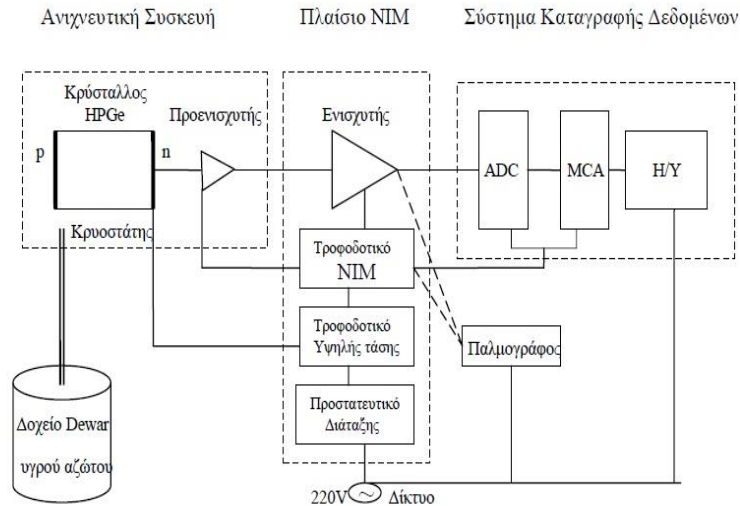 Ανιχνευτική Συσκευή
Πλαίσιο NIM
Σύστημα Καταγραφής Δεδομένων
Κρύσταλλος
HPGe
Προενισχυτής
Ενισχυτής
p
n
ADC
MCA
Η/Υ
Κρυοστάτης
Τροφοδοτικό
NIM
Τροφοδοτικό
Υψηλής τάσης
Παλμογράφος
Προστατευτικό
Διάταξης
Δοχείο Dewar
υγρού αζώτου
220V
Δίκτυο